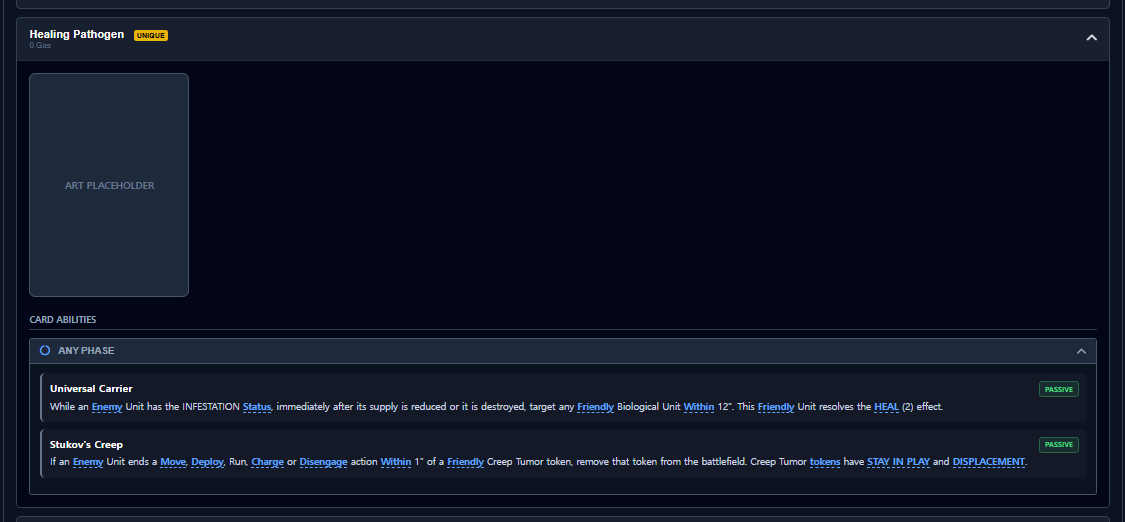 Healing Pathogen UNIQUE
0 Gas
ART PLACEHOLDER
CARD ABILITIES
ANY PHASE
Universal Carrier PASSIVE
While an Enemy Unit has the INFESTATION Status, immediately after its supply is reduced or it is destroyed, target any Friendly Biological Unit Within 12". This Friendly Unit resolves the HEAL (2) effect.
Stukov's Creep PASSIVE
If an Enemy Unit ends a Move, Deploy, Run, Charge or Disengage action Within 1" of a Friendly Creep Tumor token, remove that token from the battlefield. Creep Tumor tokens have STAY IN PLAY and DISPLACEMENT.